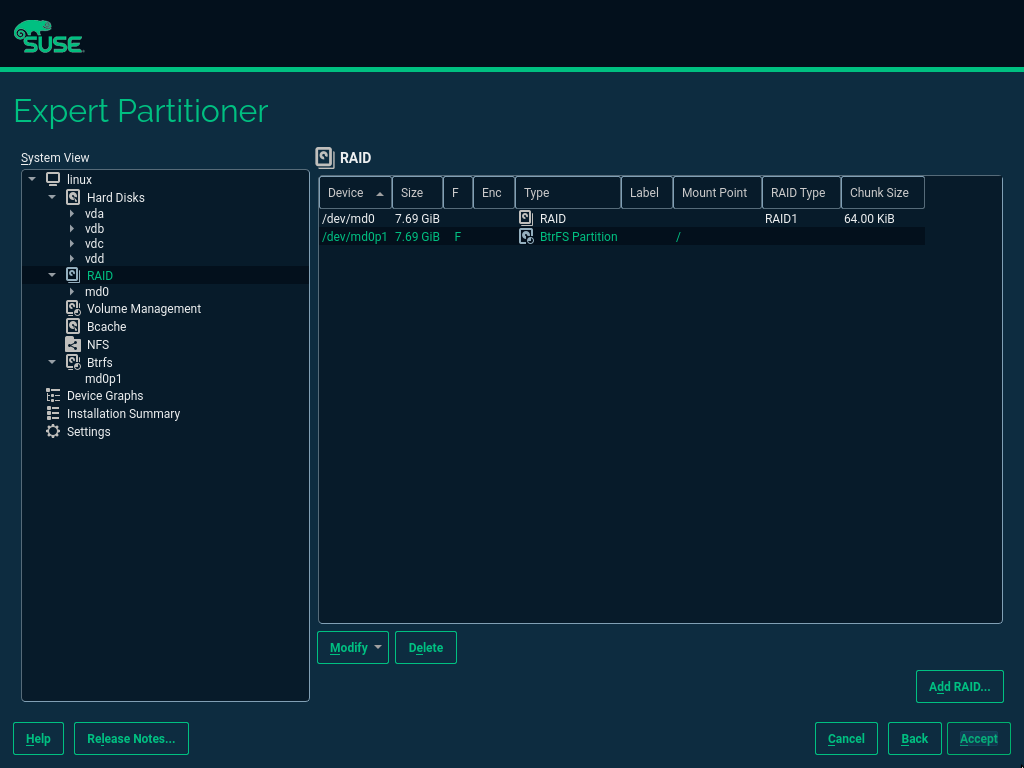 SUSE
Expert Partitioner
System View
linux
Hard Disks
vda
vdb
vdc
vdd
RAID
md0
Volume Management
Bcache
NFS
Btrfs
md0p1
Device Graphs
Installation Summary
Settings
RAID
Device Size F Enc Type Label Mount Point RAID Type Chunk Size
/dev/md0 7.69 GiB RAID RAID1 64.00 KiB
/dev/md0p1 7.69 GiB F BtrFS Partition /
Modify Delete
Add RAID...
Help Release Notes... Cancel Back Accept